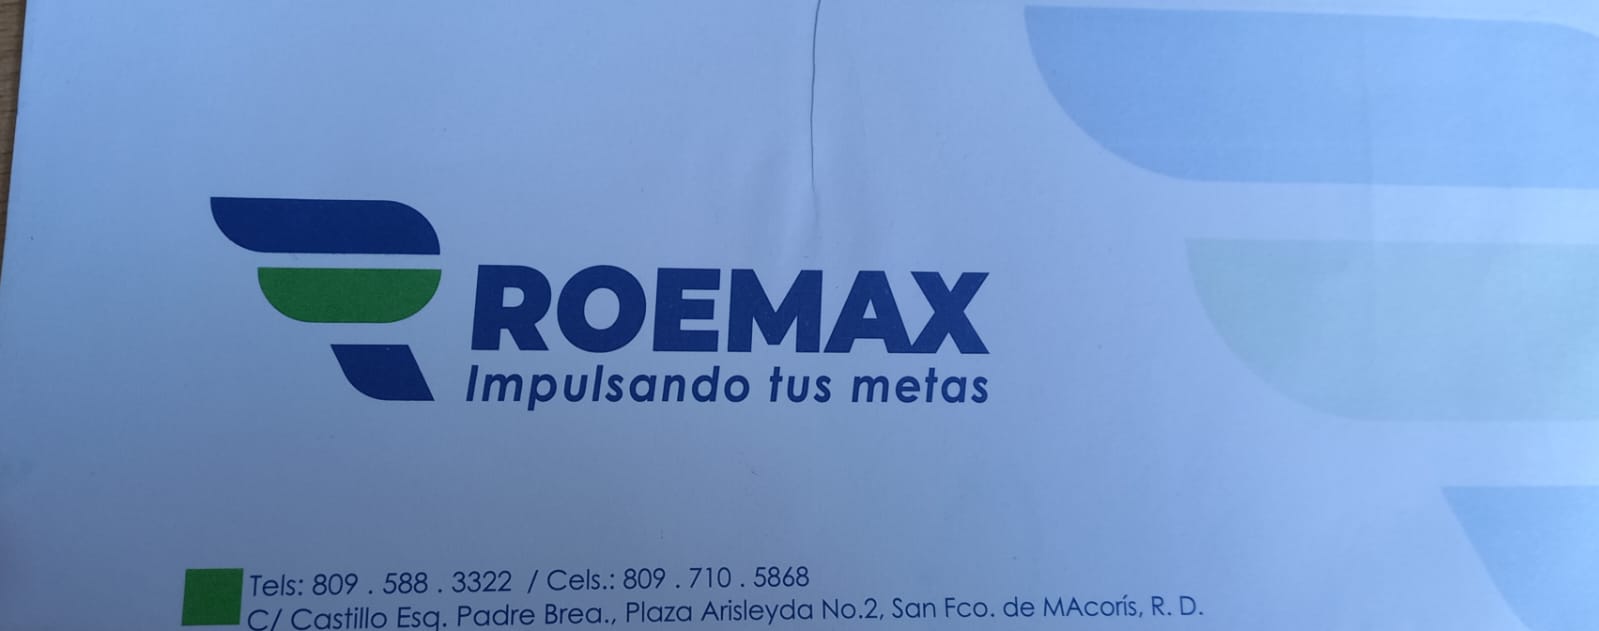 ROEMAX
Impulsando tus metas
Tels: 809 . 588 . 3322 / Cels.: 809 . 710 . 5868
C/ Castillo Esq. Padre Brea., Plaza Arisleyda No.2, San Fco. de MAcorís, R. D.